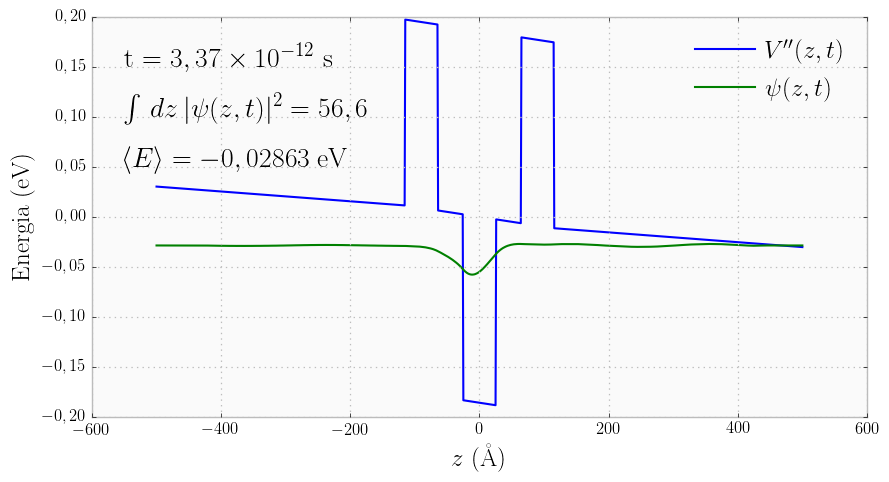 t = 3,37 × 10⁻¹² s
∫ dz |ψ(z,t)|² = 56,6
⟨E⟩ = −0,02863 eV
V″(z,t)
ψ(z,t)
Energia (eV)
0,20
0,15
0,10
0,05
0,00
−0,05
−0,10
−0,15
−0,20
−600 −400 −200 0 200 400 600
z (Å)